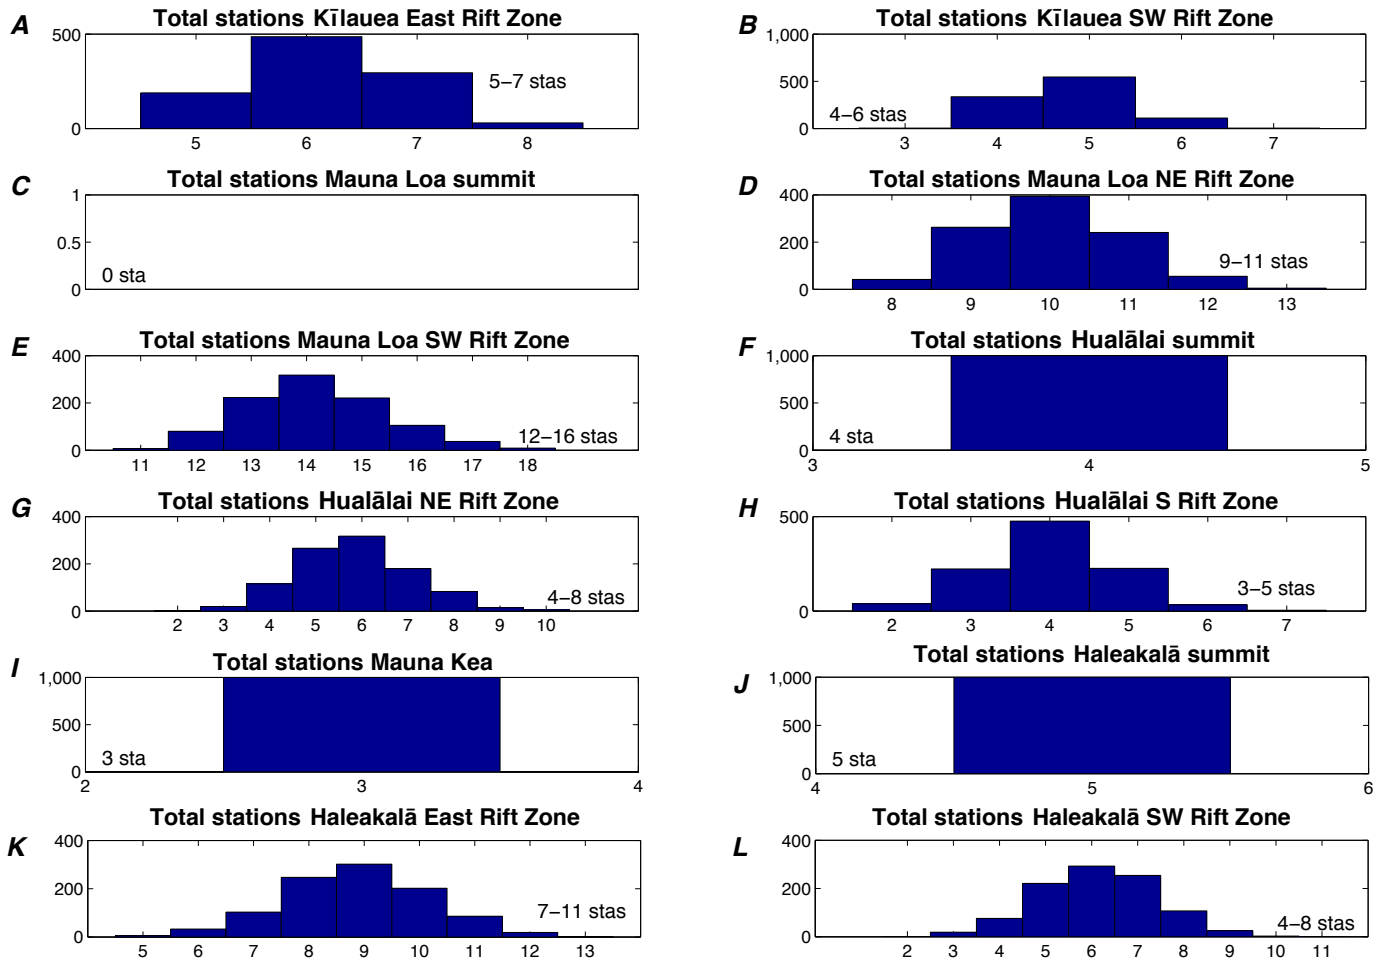 A
Total stations Kīlauea East Rift Zone
500
0
5 6 7 8
5–7 stas
B
Total stations Kīlauea SW Rift Zone
1,000
500
0
3 4 5 6 7
4–6 stas
C
Total stations Mauna Loa summit
1
0.5
0
0 sta
D
Total stations Mauna Loa NE Rift Zone
400
200
0
8 9 10 11 12 13
9–11 stas
E
Total stations Mauna Loa SW Rift Zone
400
200
0
11 12 13 14 15 16 17 18
12–16 stas
F
Total stations Hualālai summit
1,000
500
0
3 4 5
4 sta
G
Total stations Hualālai NE Rift Zone
400
200
0
2 3 4 5 6 7 8 9 10
4–8 stas
H
Total stations Hualālai S Rift Zone
500
0
2 3 4 5 6 7
3–5 stas
I
Total stations Mauna Kea
1,000
500
0
2 3 4
3 sta
J
Total stations Haleakalā summit
1,000
500
0
4 5 6
5 sta
K
Total stations Haleakalā East Rift Zone
400
200
0
5 6 7 8 9 10 11 12 13
7–11 stas
L
Total stations Haleakalā SW Rift Zone
400
200
0
2 3 4 5 6 7 8 9 10 11
4–8 stas